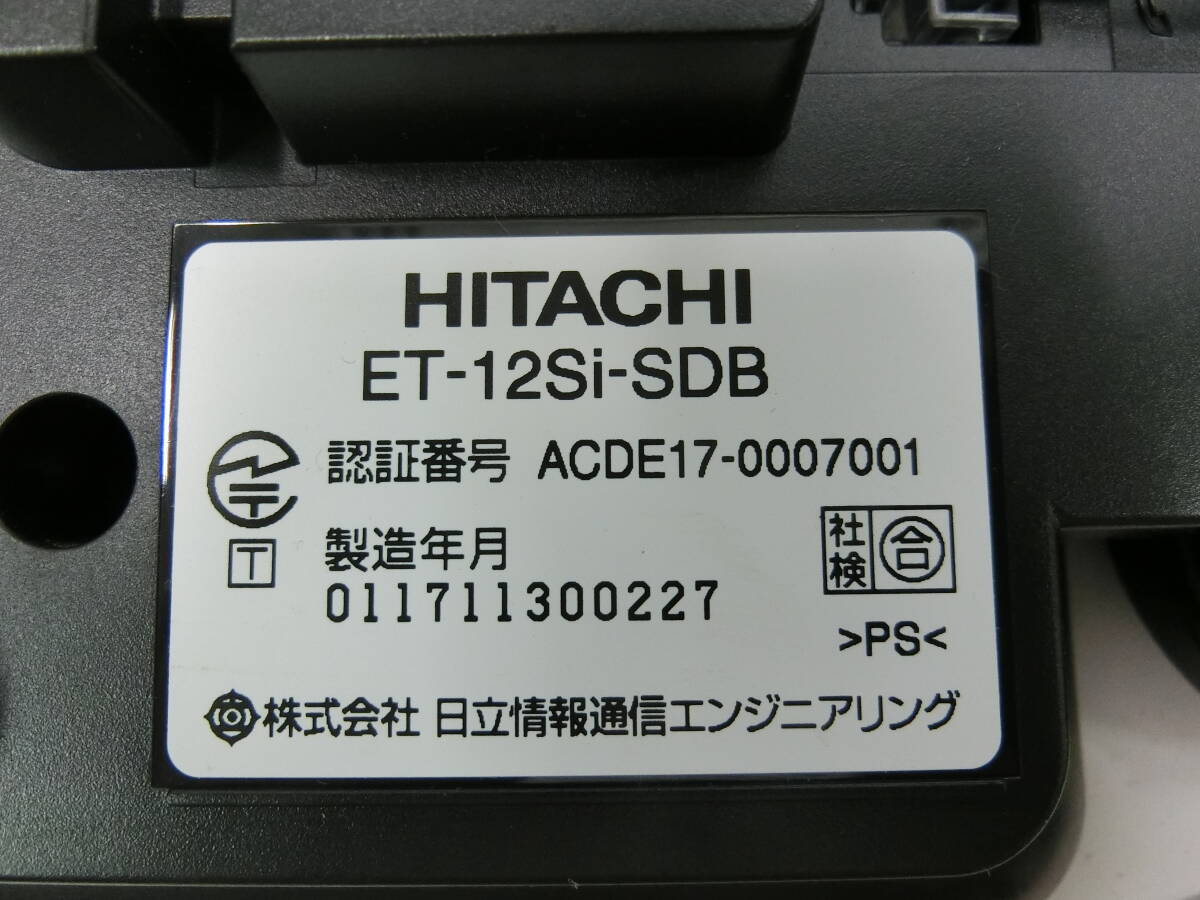 HITACHI
ET-12Si-SDB
認証番号 ACDE17-0007001
T
製造年月
011711300227
社検 合
>PS<
株式会社 日立情報通信エンジニアリング